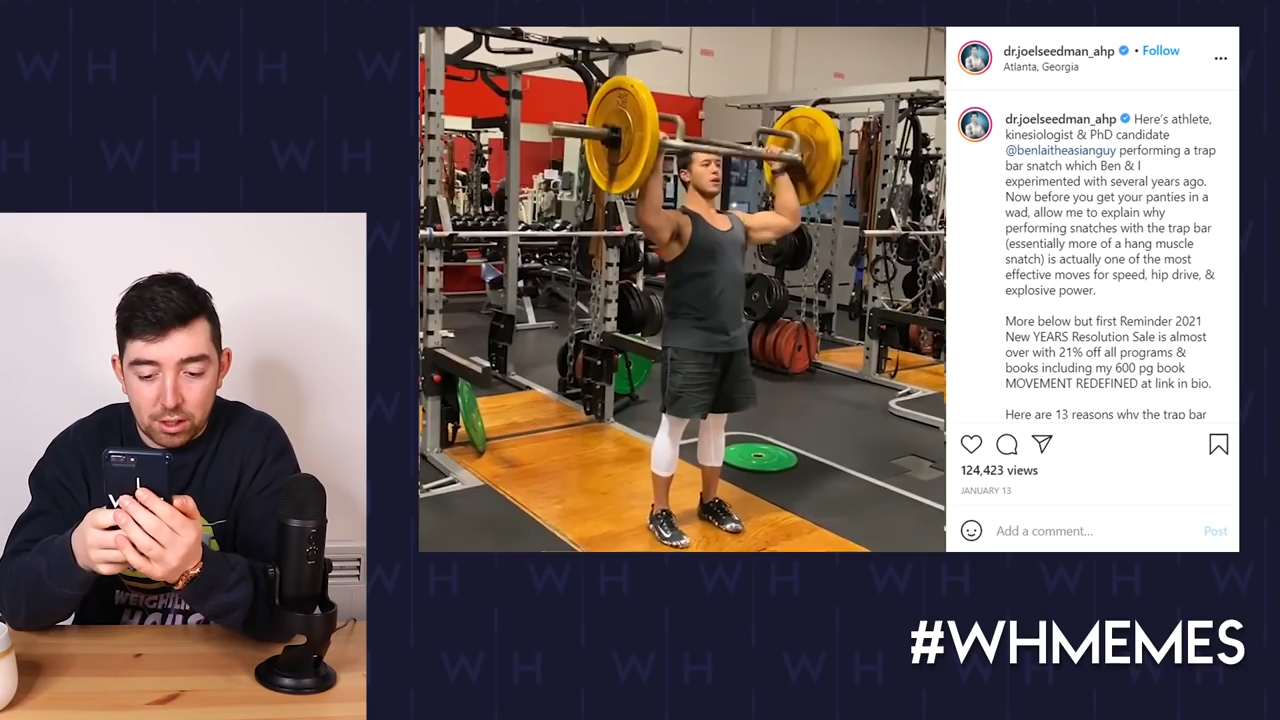 dr.joelseedman_ahp • Follow
Atlanta, Georgia
...
dr.joelseedman_ahp Here's athlete,
kinesiologist & PhD candidate
@benlaitheasianguy performing a trap
bar snatch which Ben & I
experimented with several years ago.
Now before you get your panties in a
wad, allow me to explain why
performing snatches with the trap bar
(essentially more of a hang muscle
snatch) is actually one of the most
effective moves for speed, hip drive, &
explosive power.
More below but first Reminder 2021
New YEARS Resolution Sale is almost
over with 21% off all programs &
books including my 600 pg book
MOVEMENT REDEFINED at link in bio.
Here are 13 reasons why the trap bar
124,423 views
JANUARY 13
Add a comment...
Post
#WHMEMES
W H